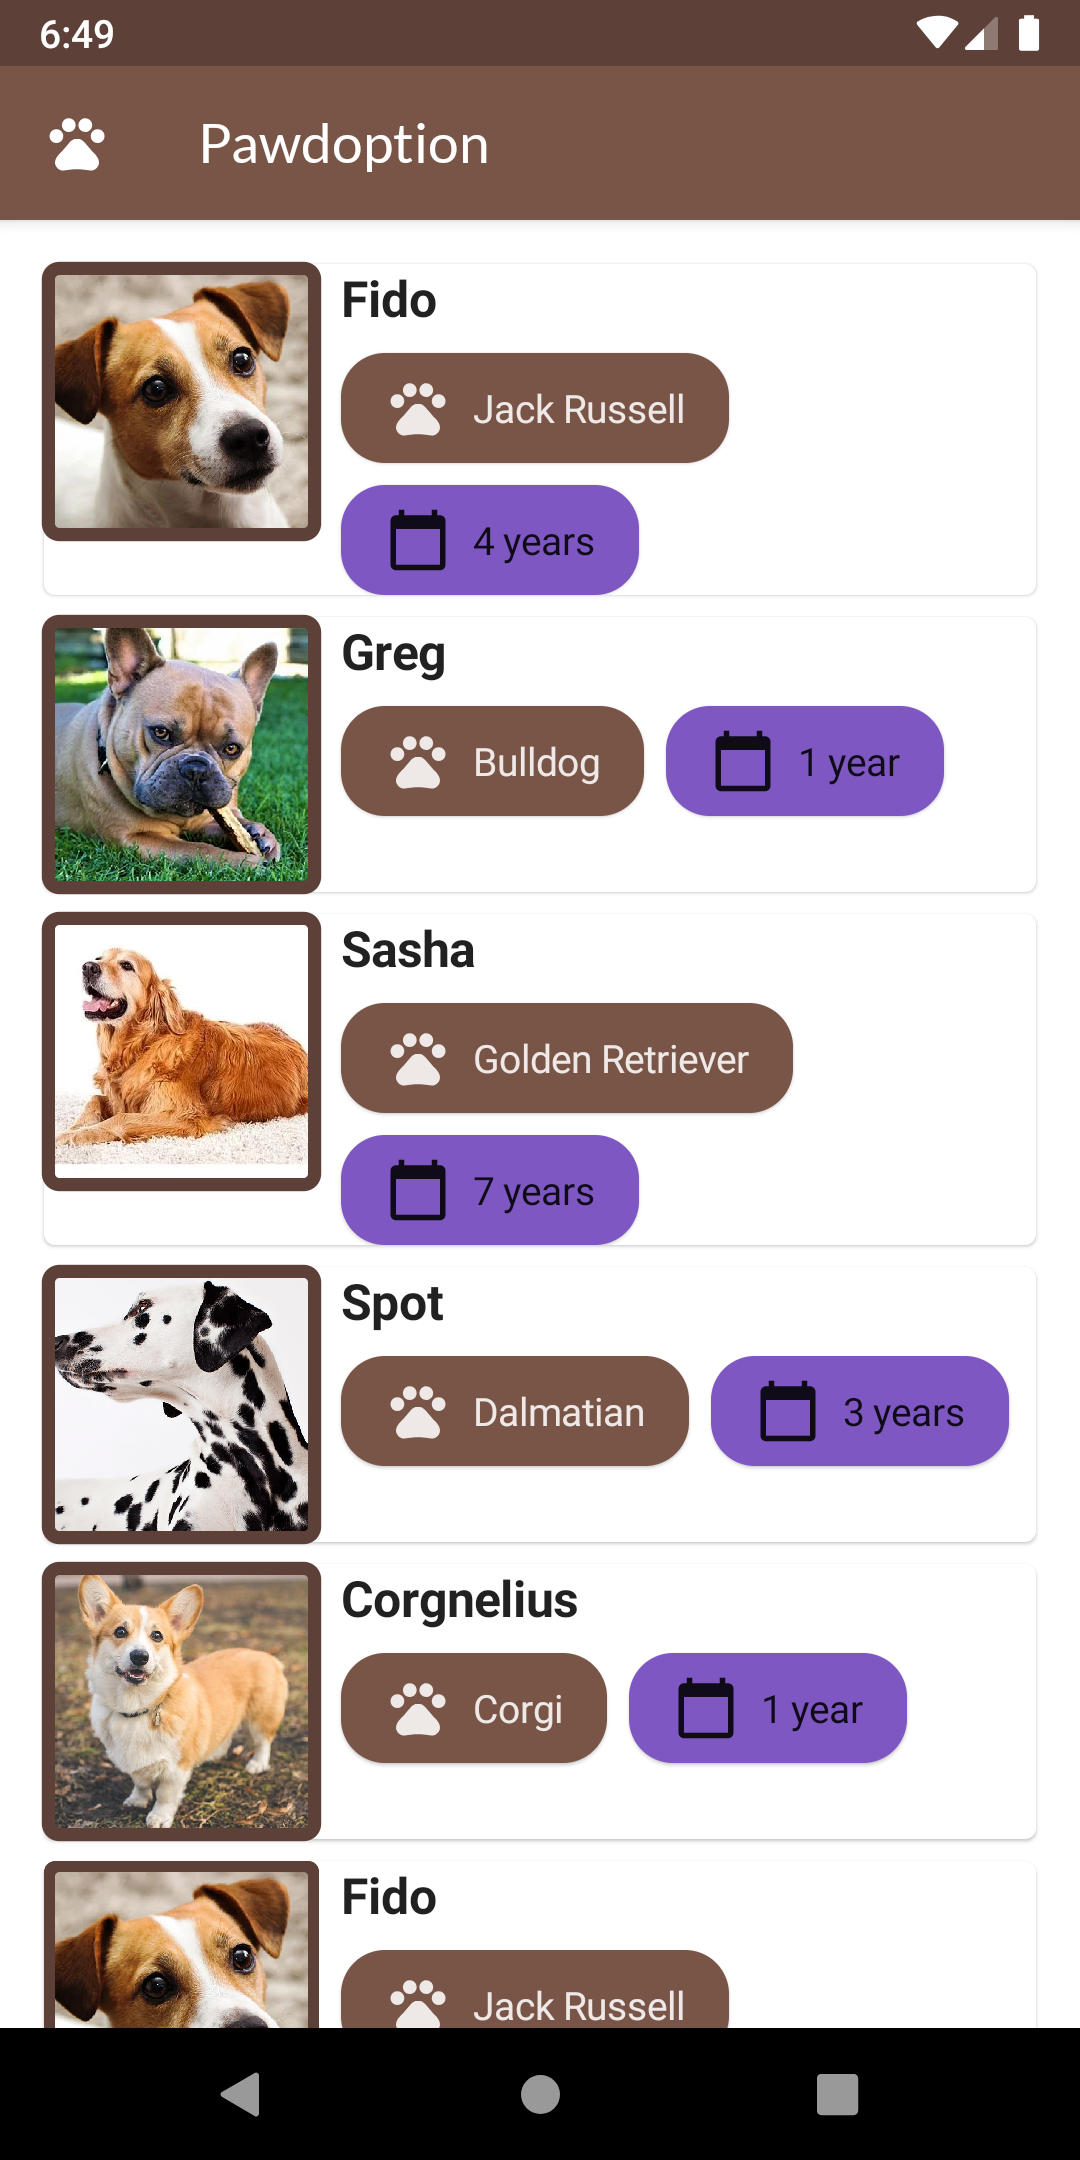 6:49
Pawdoption
Fido
Jack Russell
4 years
Greg
Bulldog
1 year
Sasha
Golden Retriever
7 years
Spot
Dalmatian
3 years
Corgnelius
Corgi
1 year
Fido
Jack Russell